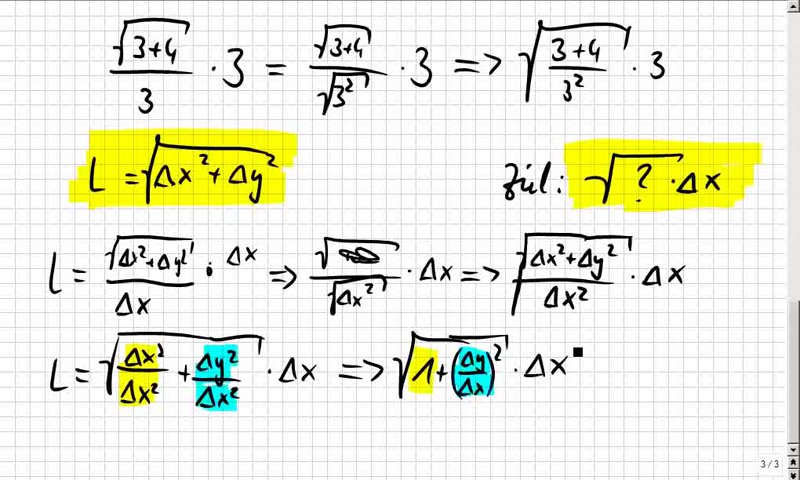 √(3+4)/3 · 3 = √(3+4)/√(3²) · 3 => √((3+4)/3²) · 3
L = √(Δx² + Δy²) Ziel: √(?) · Δx
L = √(Δx²+Δy²)/Δx · Δx => √/√(Δx²) · Δx => √((Δx²+Δy²)/Δx²) · Δx
L = √(Δx²/Δx² + Δy²/Δx²) · Δx => √(1+(Δy/Δx)²) · Δx
3 / 3